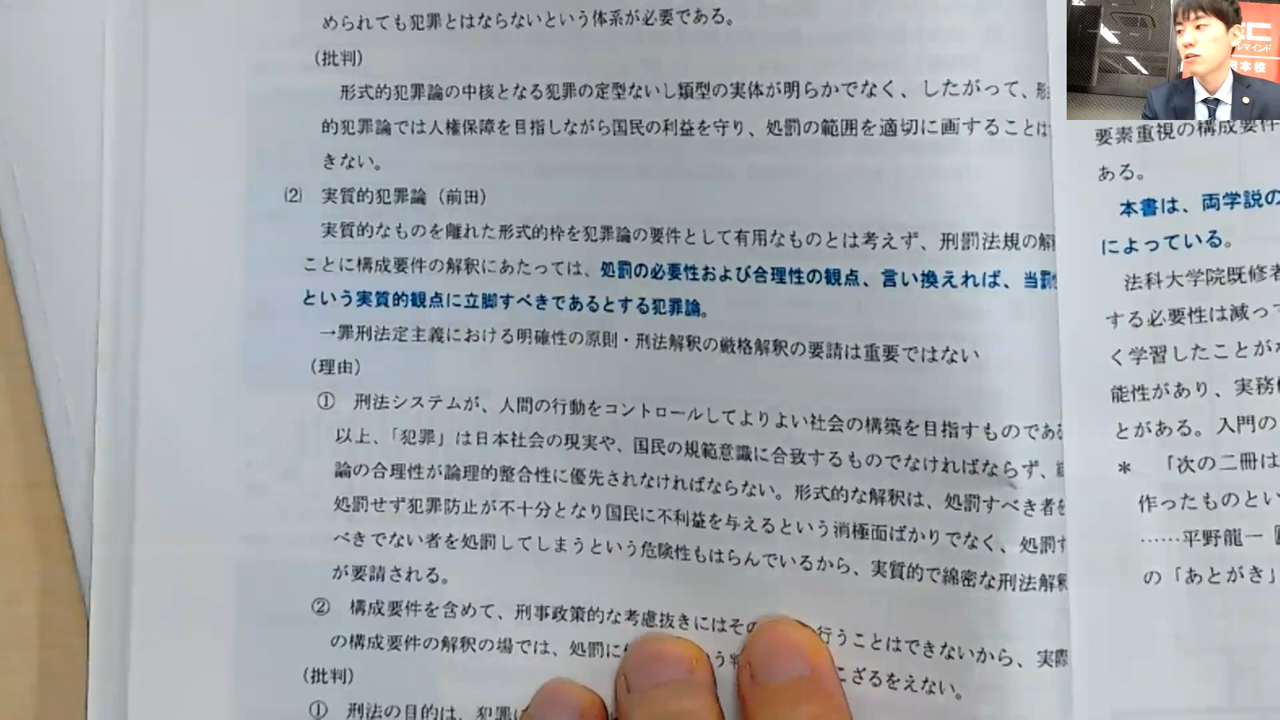 められても犯罪とはならないという体系が必要である。
(批判)
形式的犯罪論の中核となる犯罪の定型ないし類型の実体が明らかでなく、したがって、形
的犯罪論では人権保障を目指しながら国民の利益を守り、処罰の範囲を適切に画することは
きない。
⑵ 実質的犯罪論（前田）
実質的なものを離れた形式的枠を犯罪論の要件として有用なものとは考えず、刑罰法規の解
ことに構成要件の解釈にあたっては、処罰の必要性および合理性の観点、言い換えれば、当罰
という実質的観点に立脚すべきであるとする犯罪論。
→罪刑法定主義における明確性の原則・刑法解釈の厳格解釈の要請は重要ではない
(理由)
① 刑法システムが、人間の行動をコントロールしてよりよい社会の構築を目指すものであ
以上、「犯罪」は日本社会の現実や、国民の規範意識に合致するものでなければならず、
論の合理性が論理的整合性に優先されなければならない。形式的な解釈は、処罰すべき者を
処罰せず犯罪防止が不十分となり国民に不利益を与えるという消極面ばかりでなく、処罰す
べきでない者を処罰してしまうという危険性もはらんでいるから、実質的で綿密な刑法解釈
が要請される。
② 構成要件を含めて、刑事政策的な考慮抜きにはその 行うことはできないから、実際
の構成要件の解釈の場では、処罰に う ざるをえない。
(批判)
① 刑法の目的は、犯罪
要素重視の構成要件
ある。
本書は、両学説の
によっている。
法科大学院既修者
する必要性は減っ
く学習したことが
能性があり、実務
とがある。入門の
＊ 「次の二冊は
作ったものとい
……平野龍一
の「あとがき」
ルマインド
日本校